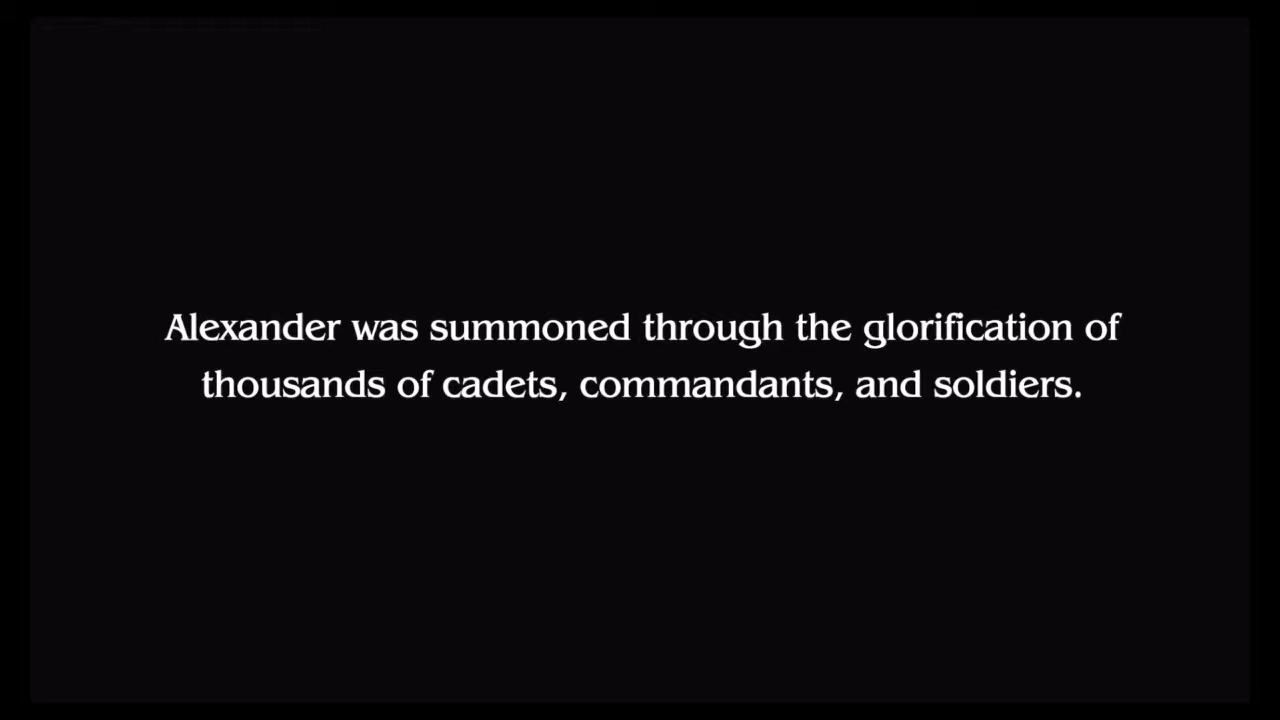 Alexander was summoned through the glorification of
thousands of cadets, commandants, and soldiers.